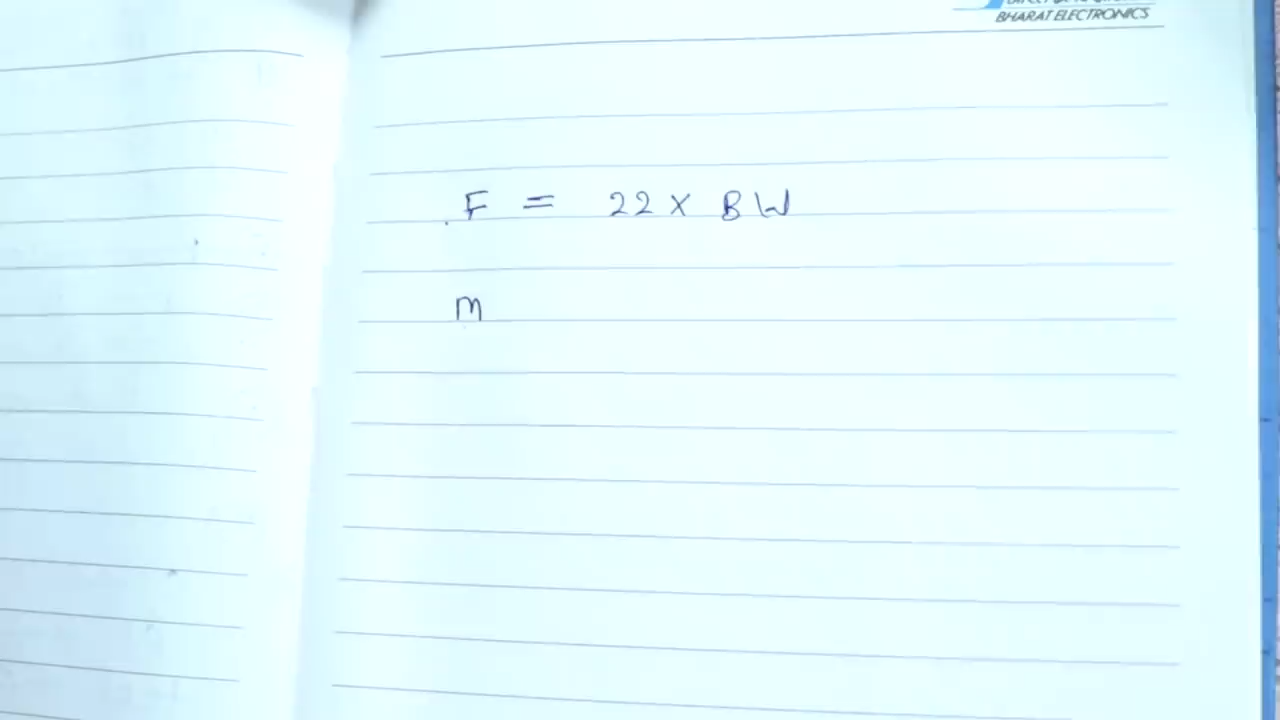 BHARAT ELECTRONICS
F = 22 x BW
M